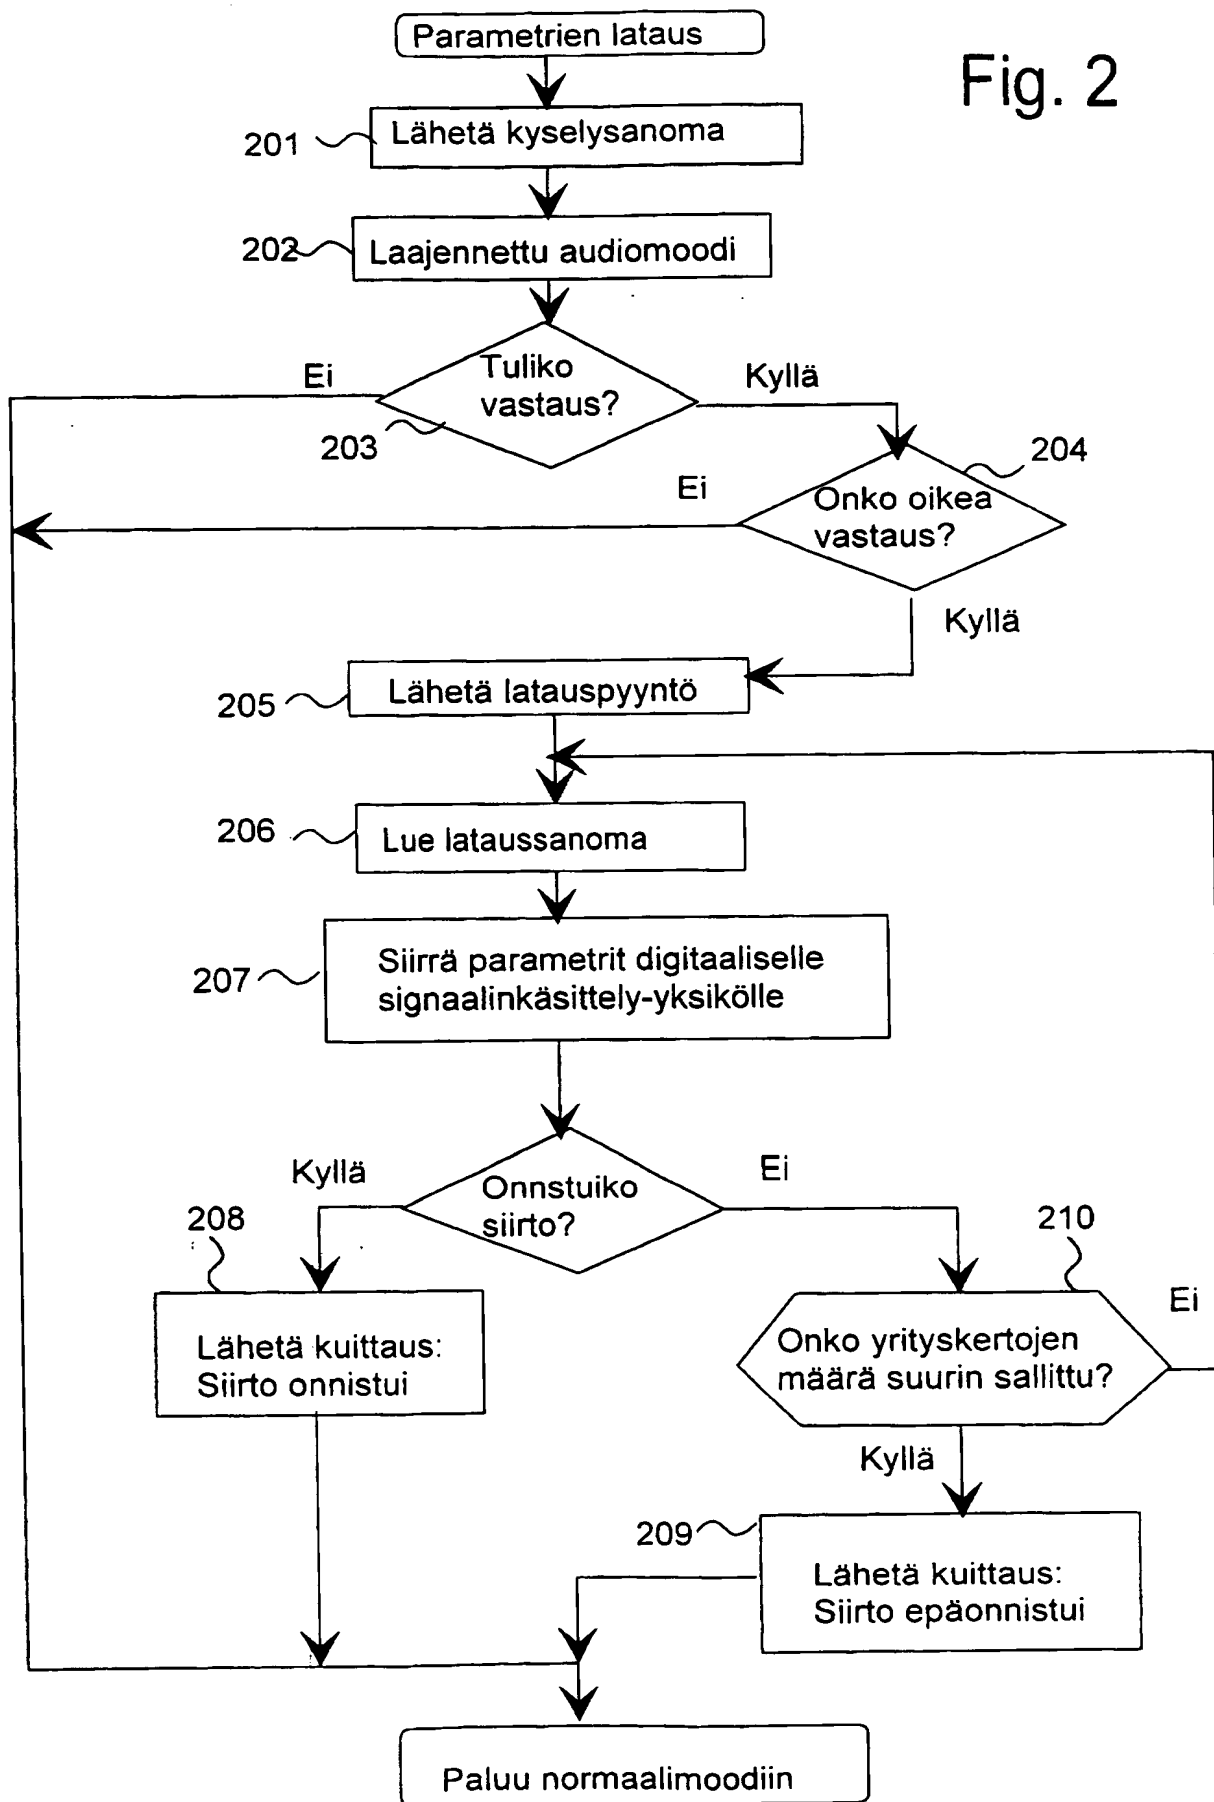 Parametrien lataus
Fig. 2
201
Lähetä kyselysanoma
202
Laajennettu audiomoodi
Ei
Tuliko
vastaus?
Kyllä
203
204
Ei
Onko oikea
vastaus?
Kyllä
205
Lähetä latauspyyntö
206
Lue lataussanoma
207
Siirrä parametrit digitaaliselle
signaalinkäsittely-yksikölle
Kyllä
Onnstuiko
siirto?
Ei
208
210
Lähetä kuittaus:
Siirto onnistui
Onko yrityskertojen
määrä suurin sallittu?
Ei
Kyllä
209
Lähetä kuittaus:
Siirto epäonnistui
Paluu normaalimoodiin